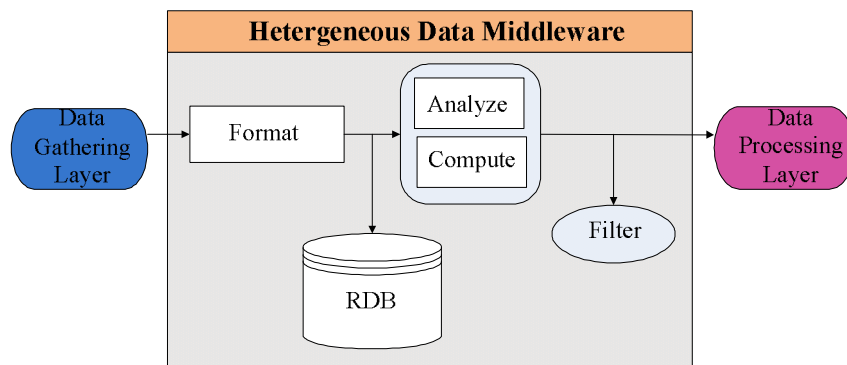 Hetergeneous Data Middleware
Data
Gathering
Layer
Format
Analyze
Compute
RDB
Filter
Data
Processing
Layer